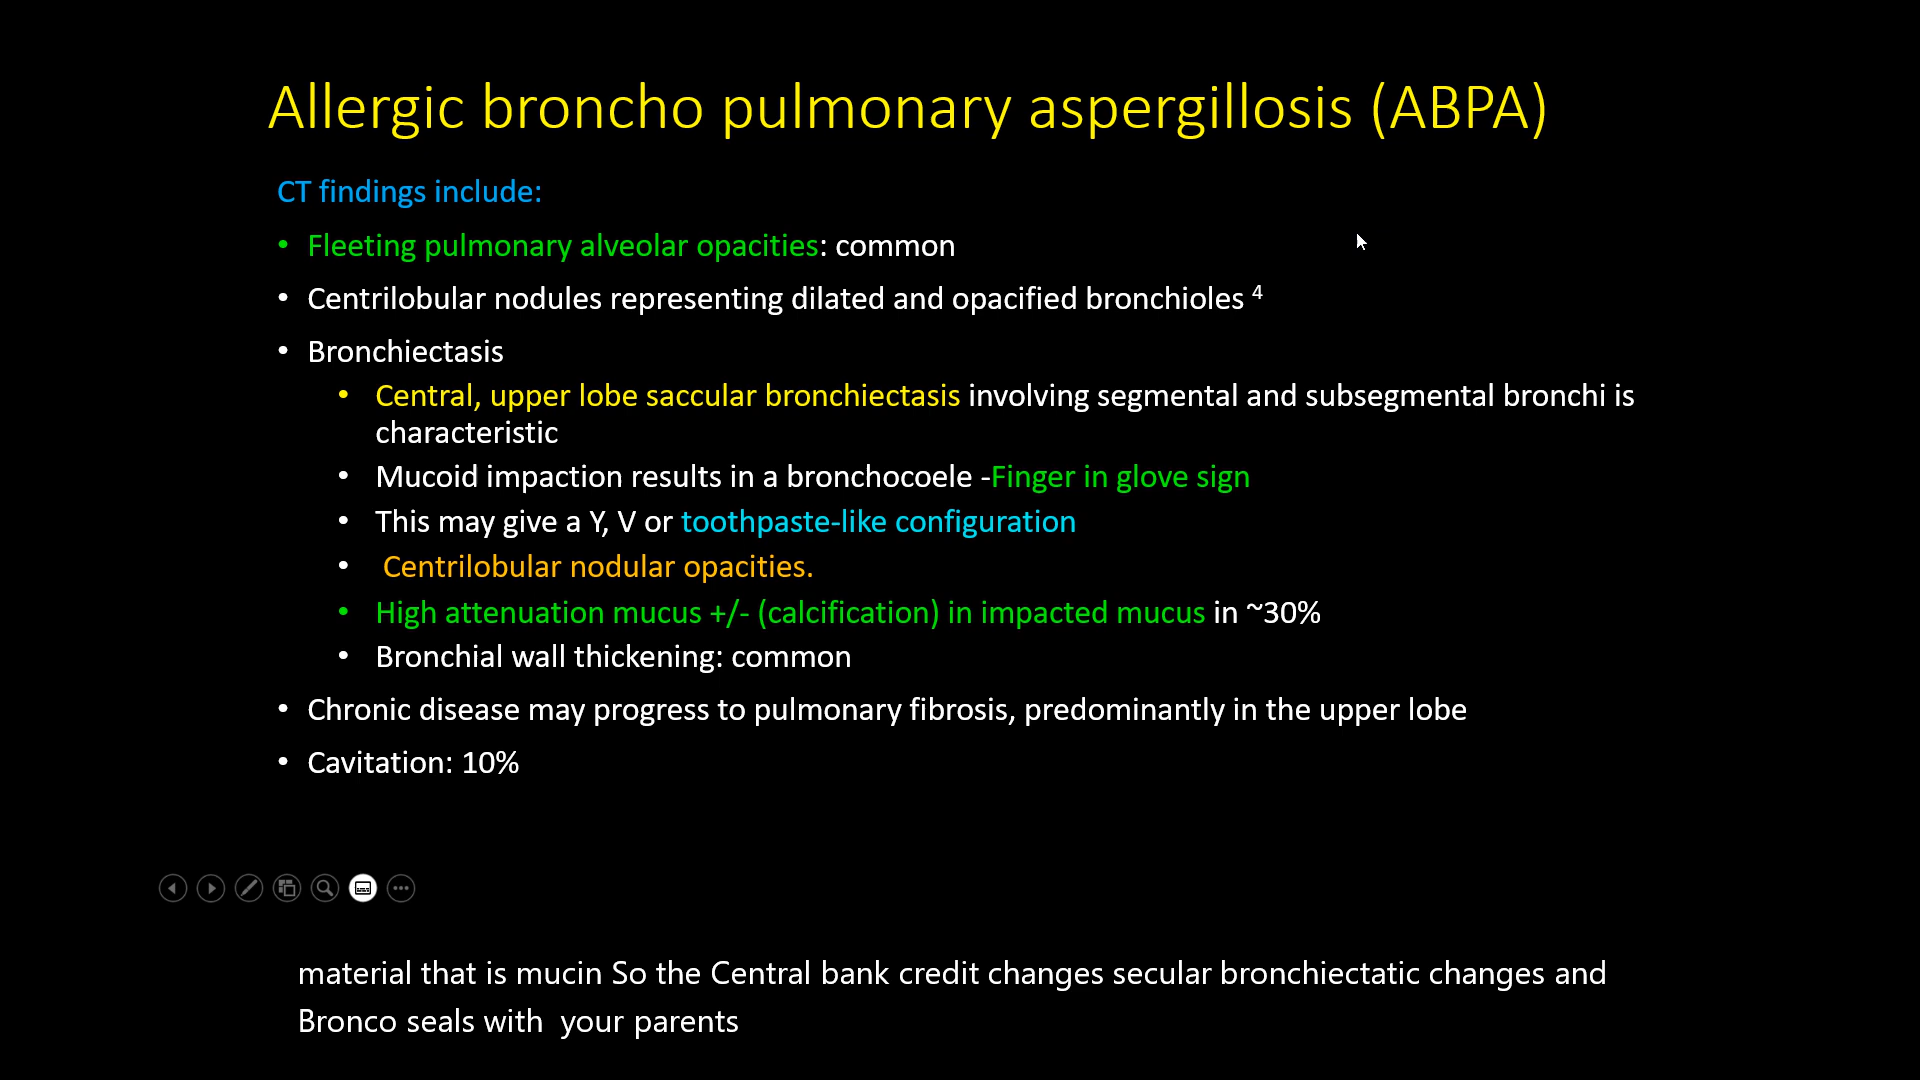 Allergic broncho pulmonary aspergillosis (ABPA)
CT findings include:
• Fleeting pulmonary alveolar opacities: common
• Centrilobular nodules representing dilated and opacified bronchioles 4
• Bronchiectasis
• Central, upper lobe saccular bronchiectasis involving segmental and subsegmental bronchi is
characteristic
• Mucoid impaction results in a bronchocoele -Finger in glove sign
• This may give a Y, V or toothpaste-like configuration
• Centrilobular nodular opacities.
• High attenuation mucus +/- (calcification) in impacted mucus in ~30%
• Bronchial wall thickening: common
• Chronic disease may progress to pulmonary fibrosis, predominantly in the upper lobe
• Cavitation: 10%
material that is mucin So the Central bank credit changes secular bronchiectatic changes and
Bronco seals with your parents